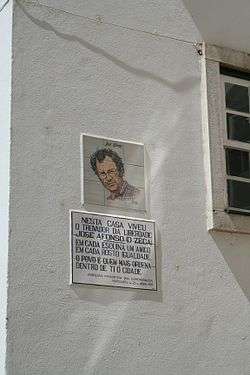 NESTA CASA VIVEU
O TROVADOR DA LIBERDADE
JOSÉ AFONSO, O ZECA
EM CADA ESQUINA UM AMIGO
EM CADA ROSTO IGUALDADE
O POVO É QUEM MAIS ORDENA
DENTRO DE TI Ó CIDADE